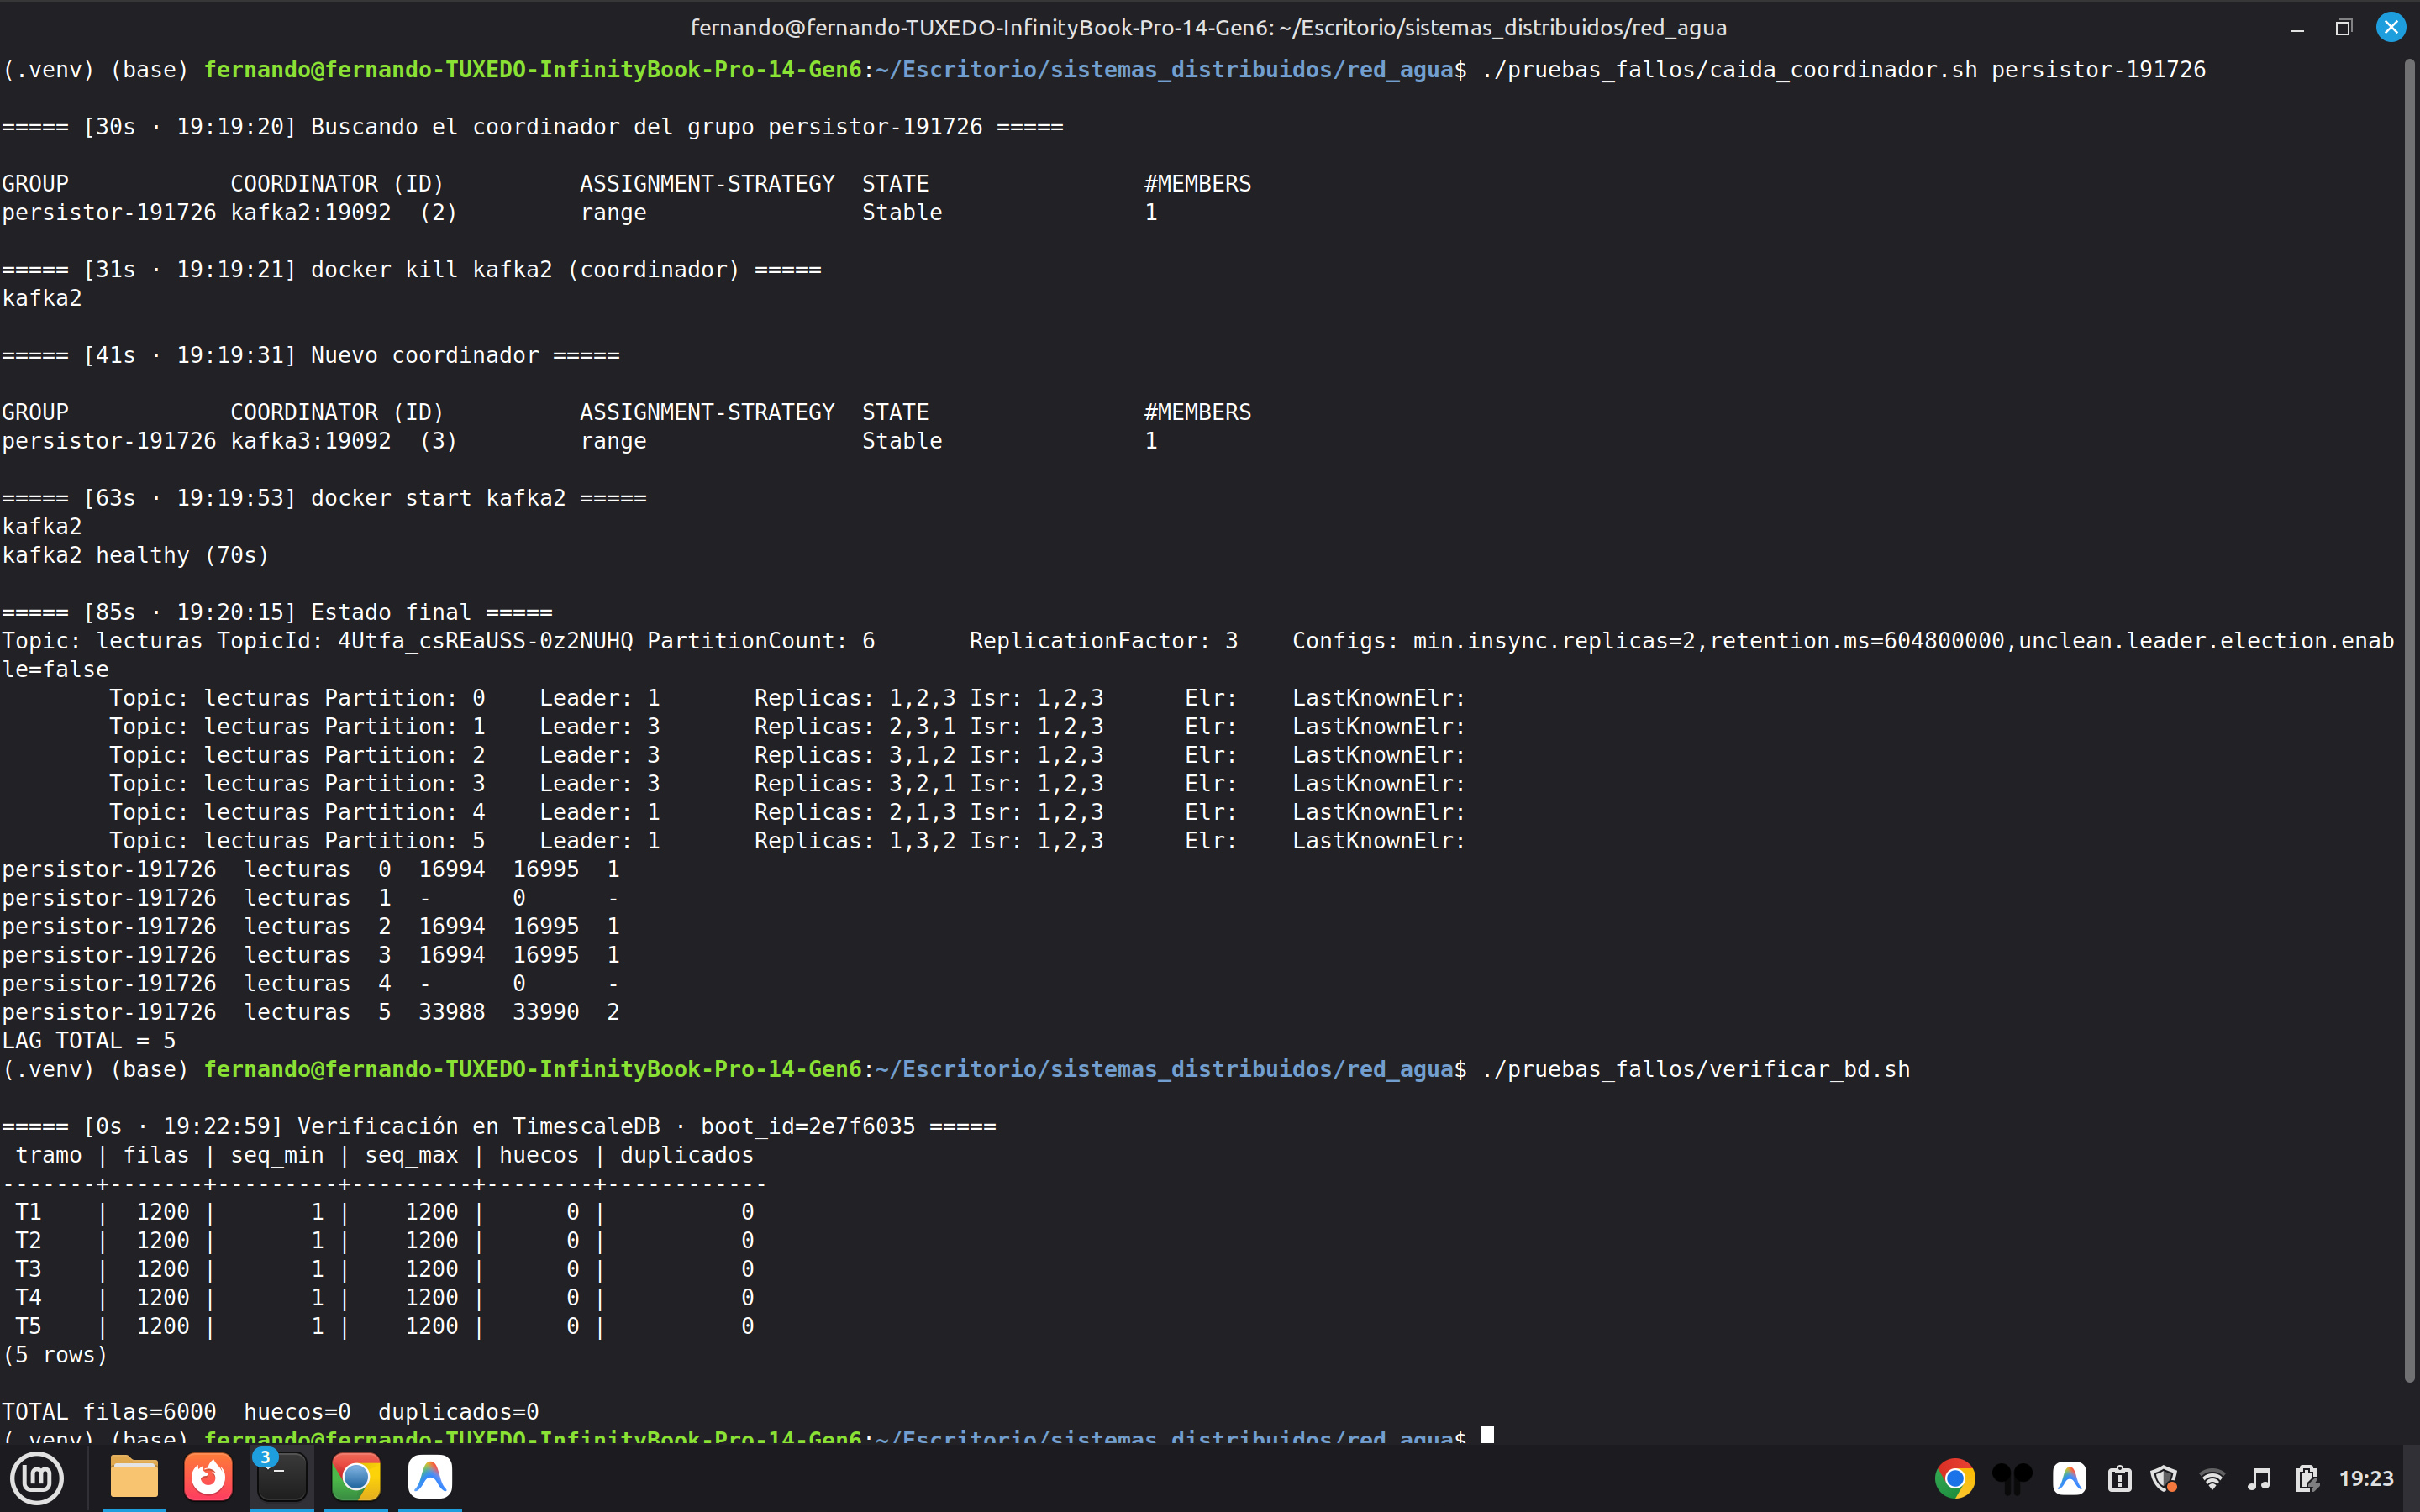 fernando@fernando-TUXEDO-InfinityBook-Pro-14-Gen6: ~/Escritorio/sistemas_distribuidos/red_agua
(.venv) (base) fernando@fernando-TUXEDO-InfinityBook-Pro-14-Gen6:~/Escritorio/sistemas_distribuidos/red_agua$ ./pruebas_fallos/caida_coordinador.sh persistor-191726
===== [30s · 19:19:20] Buscando el coordinador del grupo persistor-191726 =====
GROUP            COORDINATOR (ID)          ASSIGNMENT-STRATEGY  STATE                #MEMBERS
persistor-191726 kafka2:19092  (2)         range                Stable               1
===== [31s · 19:19:21] docker kill kafka2 (coordinador) =====
kafka2
===== [41s · 19:19:31] Nuevo coordinador =====
GROUP            COORDINATOR (ID)          ASSIGNMENT-STRATEGY  STATE                #MEMBERS
persistor-191726 kafka3:19092  (3)         range                Stable               1
===== [63s · 19:19:53] docker start kafka2 =====
kafka2
kafka2 healthy (70s)
===== [85s · 19:20:15] Estado final =====
Topic: lecturas TopicId: 4Utfa_csREaUSS-0z2NUHQ PartitionCount: 6       ReplicationFactor: 3    Configs: min.insync.replicas=2,retention.ms=604800000,unclean.leader.election.enab
le=false
        Topic: lecturas Partition: 0    Leader: 1       Replicas: 1,2,3 Isr: 1,2,3      Elr:    LastKnownElr:
        Topic: lecturas Partition: 1    Leader: 3       Replicas: 2,3,1 Isr: 1,2,3      Elr:    LastKnownElr:
        Topic: lecturas Partition: 2    Leader: 3       Replicas: 3,1,2 Isr: 1,2,3      Elr:    LastKnownElr:
        Topic: lecturas Partition: 3    Leader: 3       Replicas: 3,2,1 Isr: 1,2,3      Elr:    LastKnownElr:
        Topic: lecturas Partition: 4    Leader: 1       Replicas: 2,1,3 Isr: 1,2,3      Elr:    LastKnownElr:
        Topic: lecturas Partition: 5    Leader: 1       Replicas: 1,3,2 Isr: 1,2,3      Elr:    LastKnownElr:
persistor-191726  lecturas  0  16994  16995  1
persistor-191726  lecturas  1  -      0      -
persistor-191726  lecturas  2  16994  16995  1
persistor-191726  lecturas  3  16994  16995  1
persistor-191726  lecturas  4  -      0      -
persistor-191726  lecturas  5  33988  33990  2
LAG TOTAL = 5
(.venv) (base) fernando@fernando-TUXEDO-InfinityBook-Pro-14-Gen6:~/Escritorio/sistemas_distribuidos/red_agua$ ./pruebas_fallos/verificar_bd.sh
===== [0s · 19:22:59] Verificación en TimescaleDB · boot_id=2e7f6035 =====
 tramo | filas | seq_min | seq_max | huecos | duplicados
-------+-------+---------+---------+--------+------------
 T1    |  1200 |       1 |    1200 |      0 |          0
 T2    |  1200 |       1 |    1200 |      0 |          0
 T3    |  1200 |       1 |    1200 |      0 |          0
 T4    |  1200 |       1 |    1200 |      0 |          0
 T5    |  1200 |       1 |    1200 |      0 |          0
(5 rows)
TOTAL filas=6000  huecos=0  duplicados=0
(.venv) (base) fernando@fernando-TUXEDO-InfinityBook-Pro-14-Gen6:~/Escritorio/sistemas_distribuidos/red_agua$
3
19:23